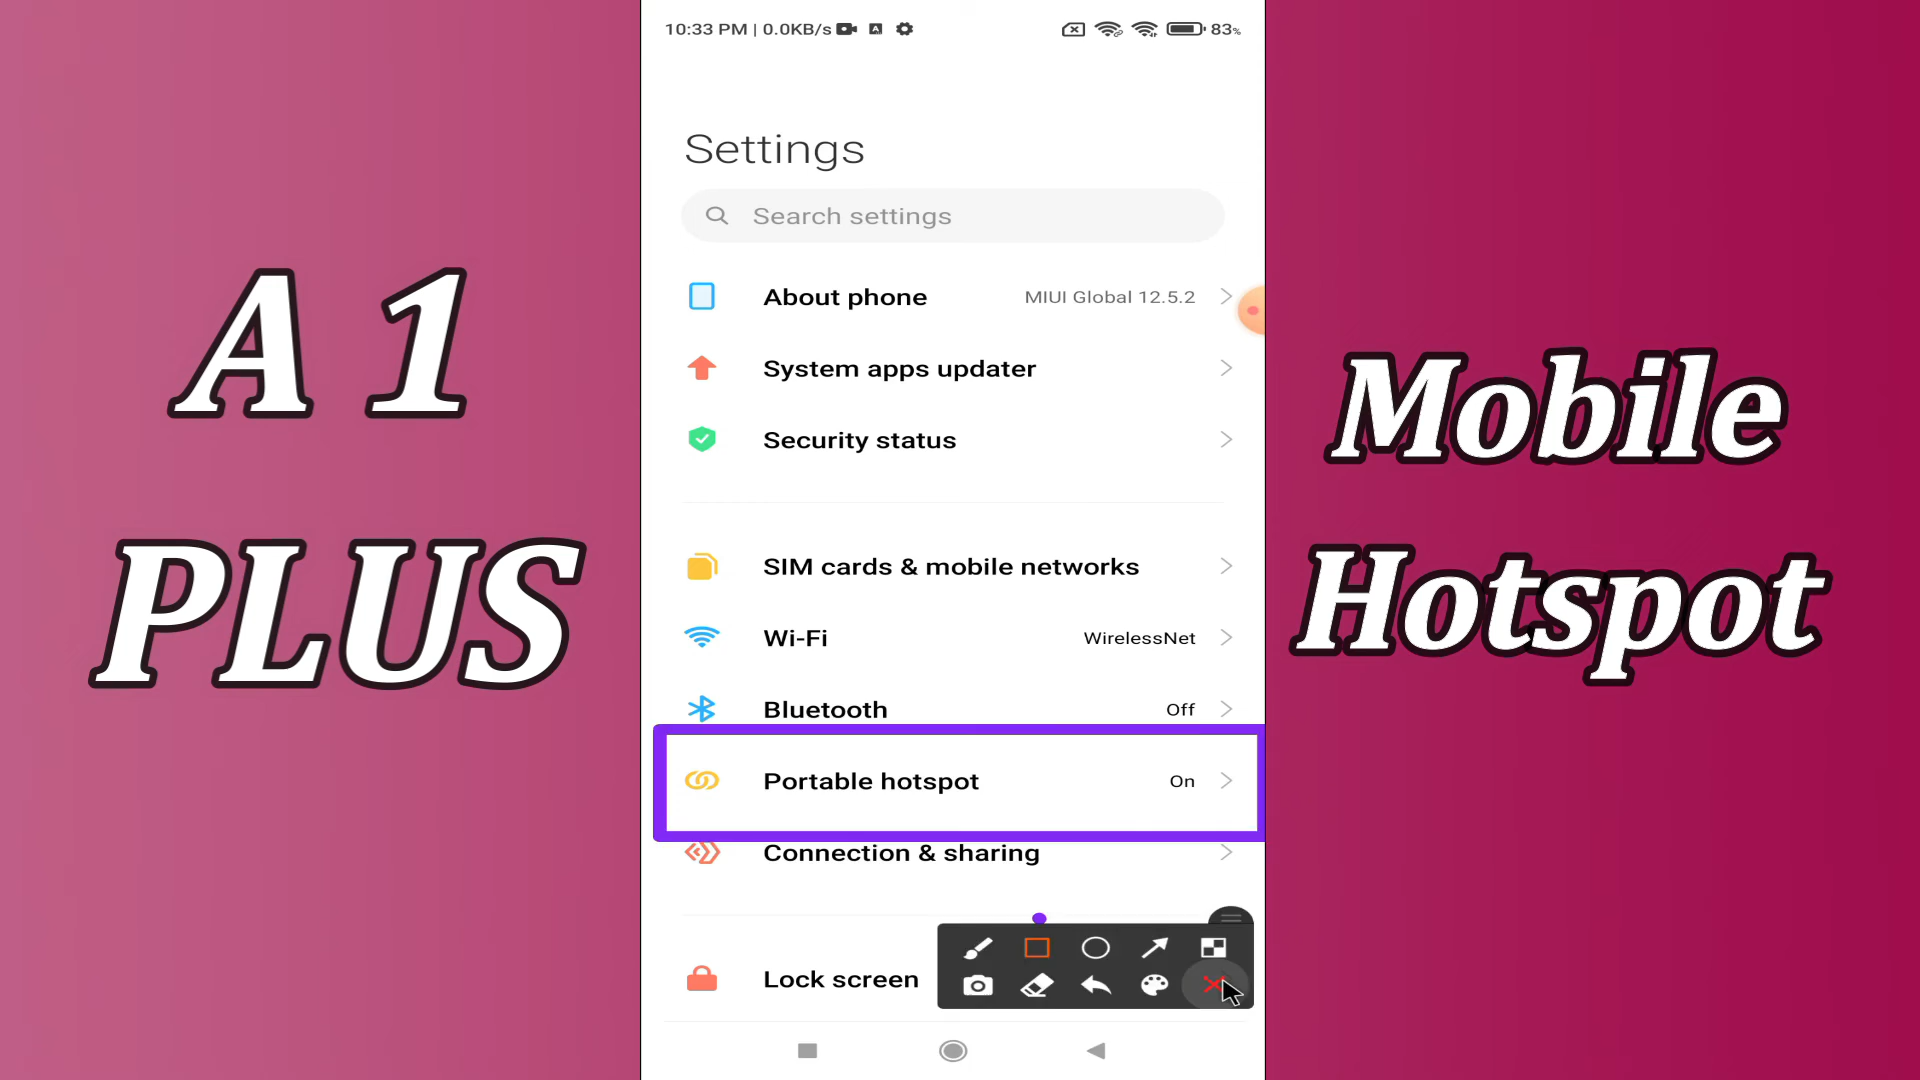 A 1
PLUS
10:33 PM | 0.0KB/s
83%
Settings
Search settings
About phone MIUI Global 12.5.2
System apps updater
Security status
SIM cards & mobile networks
Wi-Fi WirelessNet
Bluetooth Off
Portable hotspot On
Connection & sharing
Lock screen
Mobile
Hotspot